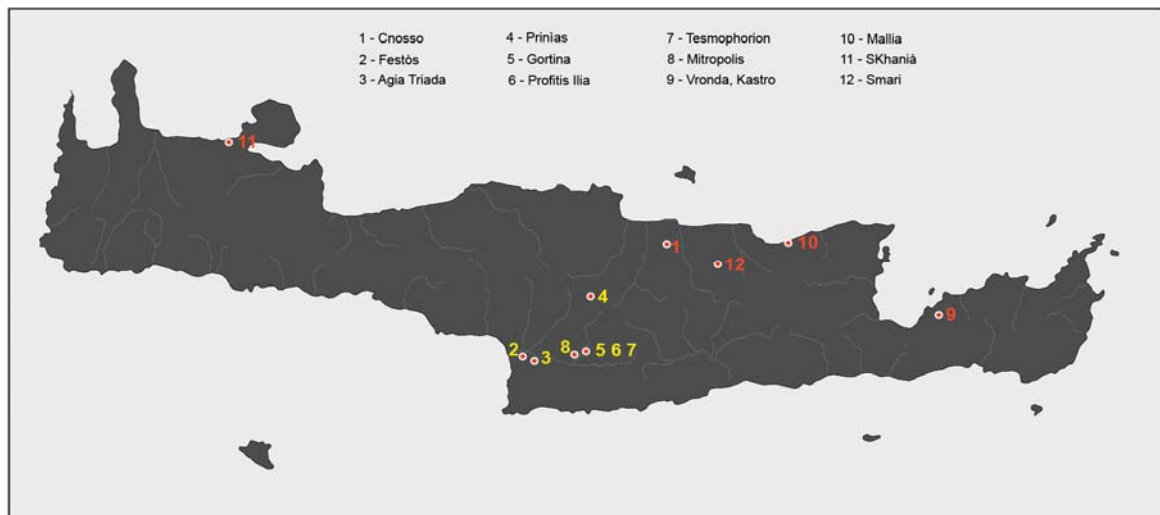 1 - Cnosso 4 - Prinìas 7 - Tesmophorion 10 - Mallia
2 - Festòs 5 - Gortina 8 - Mitropolis 11 - SKhanià
3 - Agia Triada 6 - Profitis Ilia 9 - Vronda, Kastro 12 - Smari
11
1
10
12
4
9
2
3
8
5 6 7